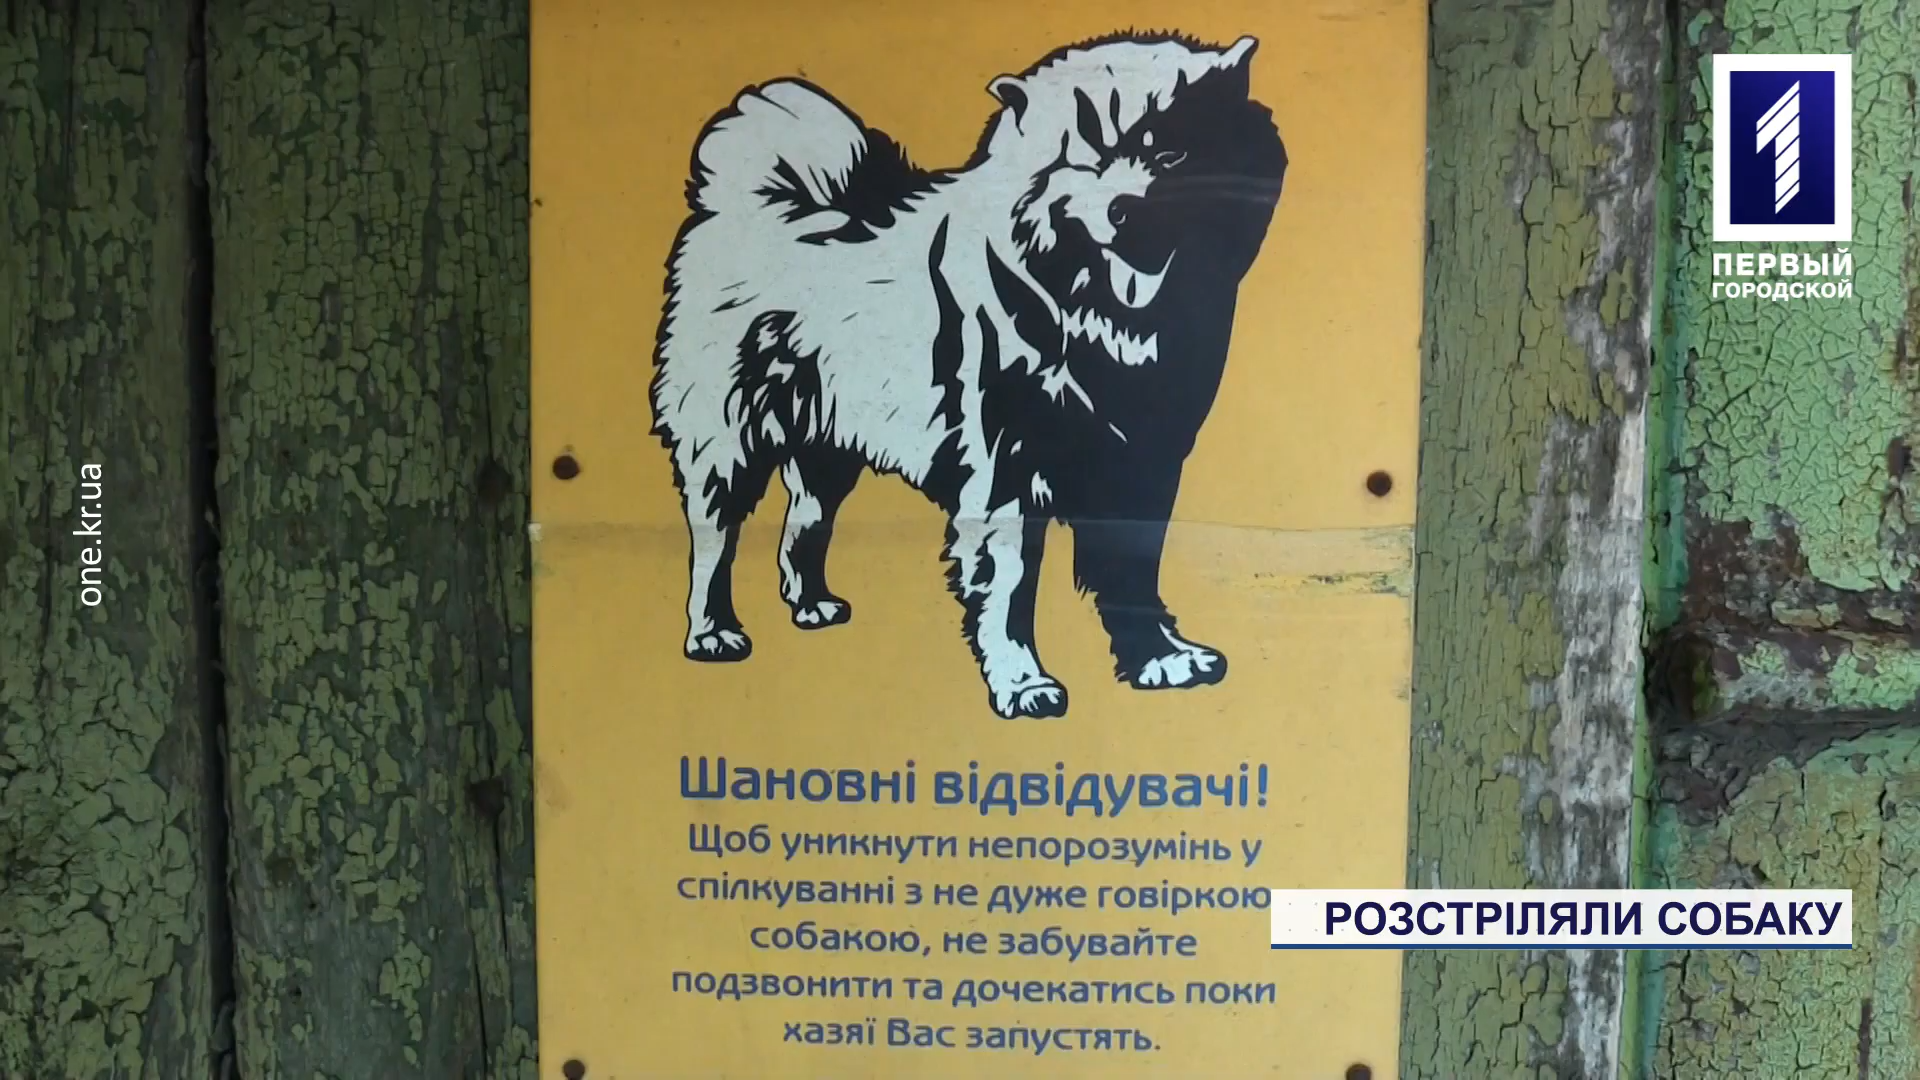 ПЕРВЫЙ
ГОРОДСКОЙ
one.kr.ua
Шановні відвідувачі!
Щоб уникнути непорозумінь у
спілкуванні з не дуже говіркою
собакою, не забувайте
подзвонити та дочекатись поки
хазяї Вас запустять.
РОЗСТРІЛЯЛИ СОБАКУ